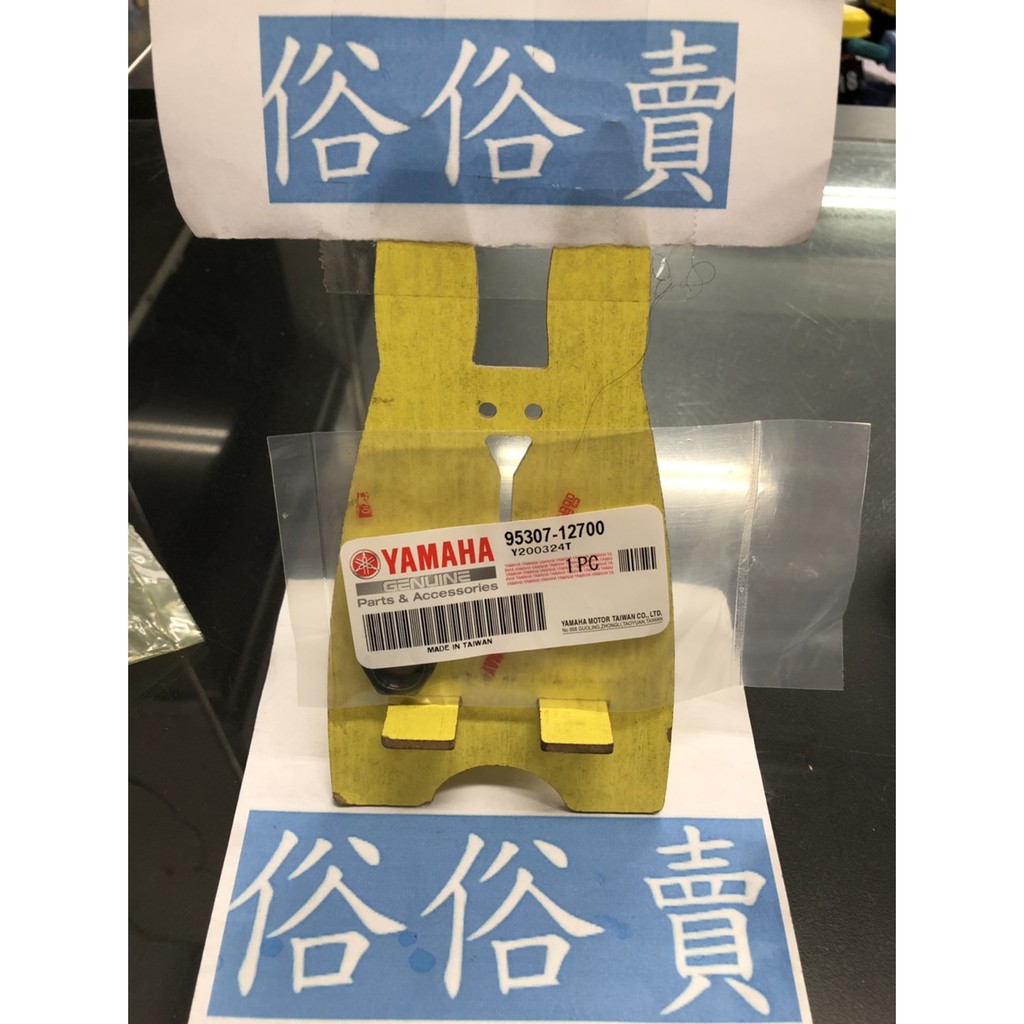 俗俗賣
YAMAHA
GENUINE
Parts & Accessories
95307-12700
Y200324T
1 PC
MADE IN TAIWAN
YAMAHA MOTOR TAIWAN CO., LTD.
俗俗賣